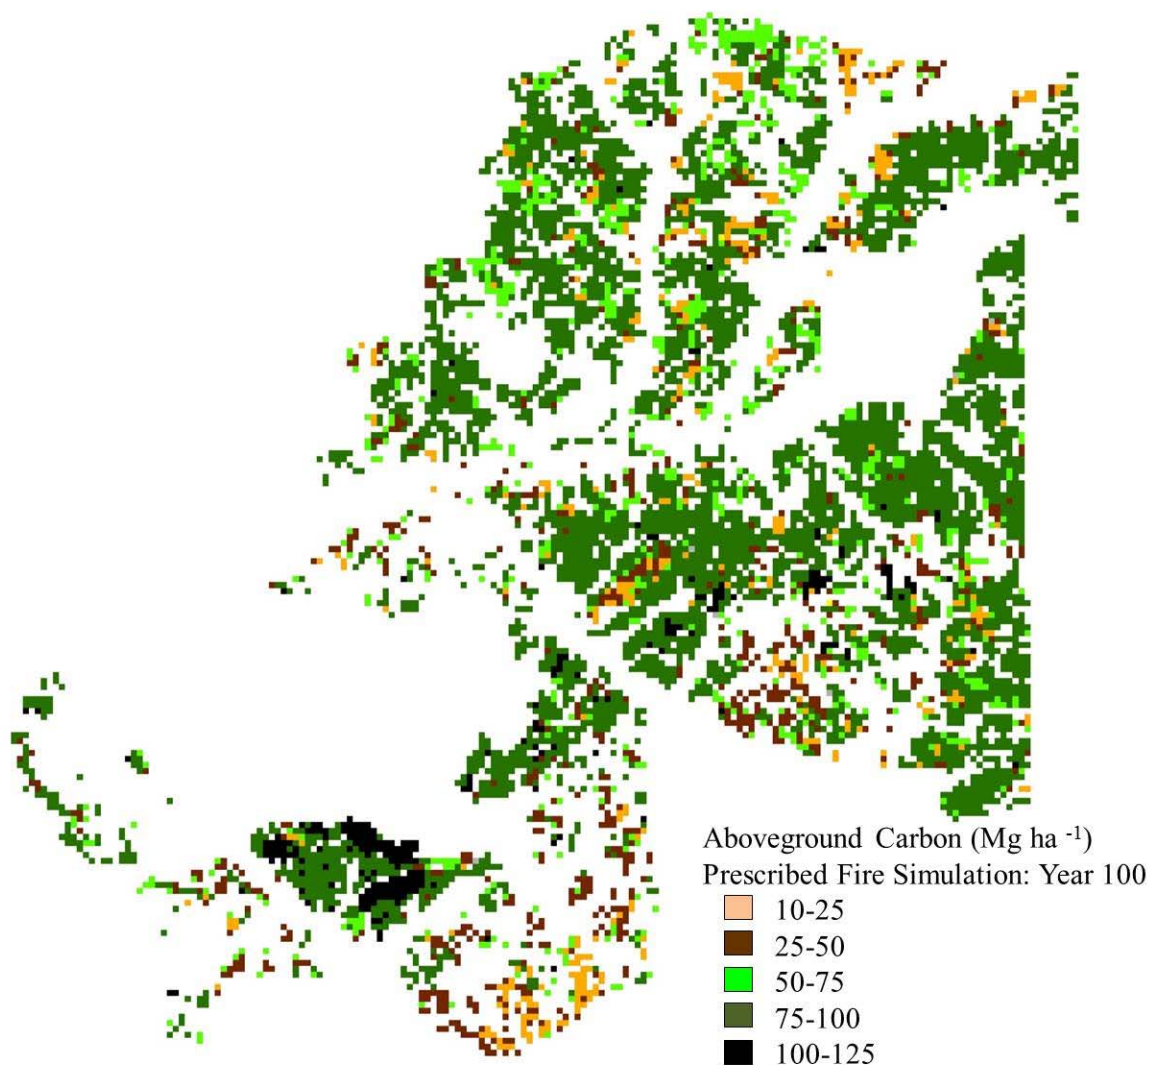 Aboveground Carbon (Mg ha -1)
Prescribed Fire Simulation: Year 100
10-25
25-50
50-75
75-100
100-125